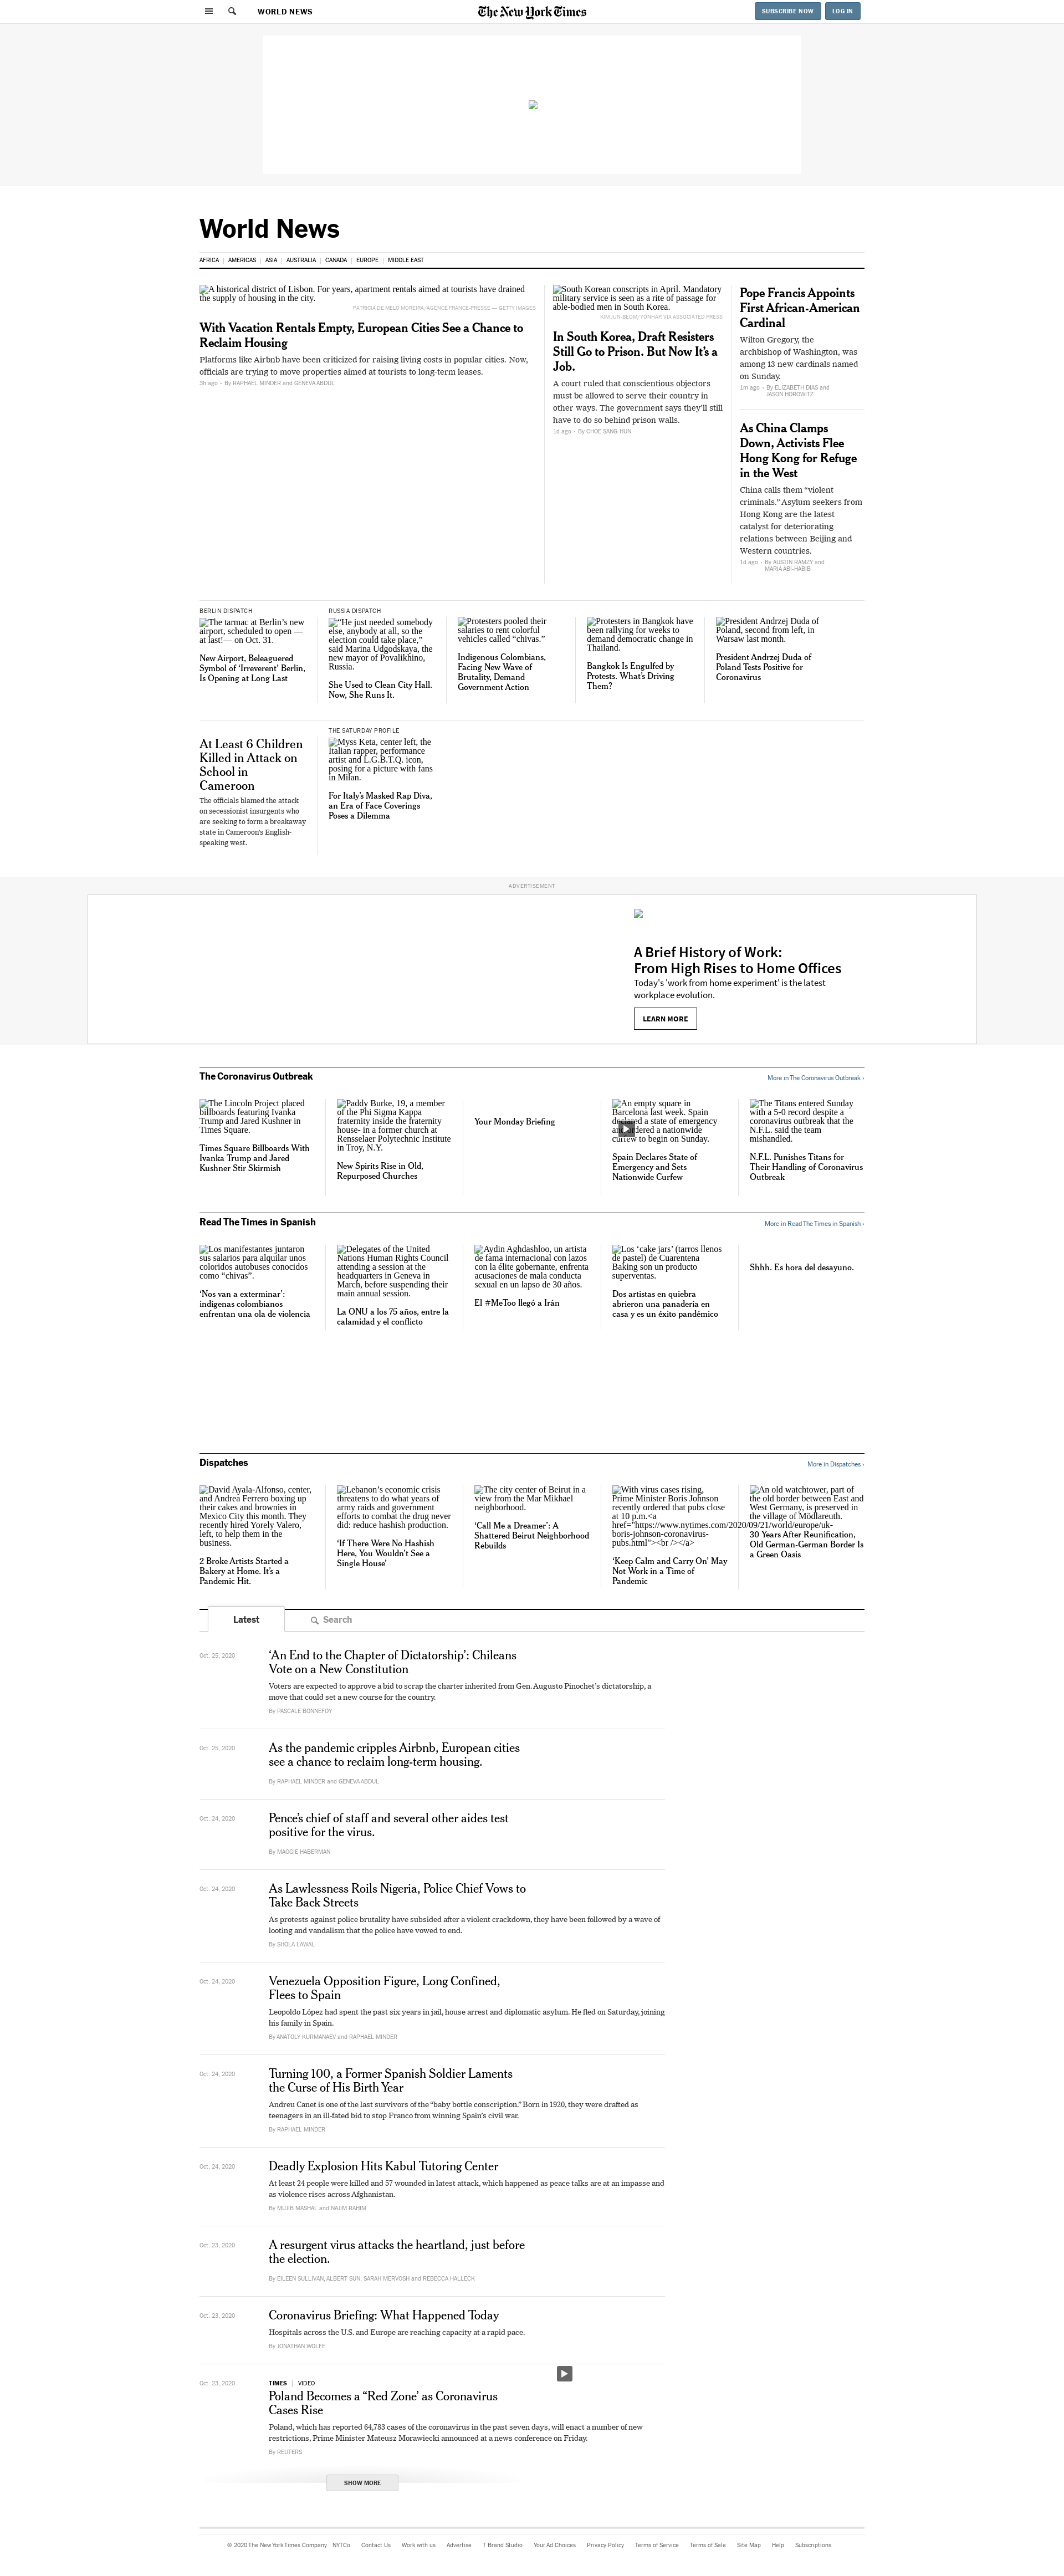 WORLD NEWS
The New York Times
SUBSCRIBE NOW
LOG IN
World News
AFRICA
AMERICAS
ASIA
AUSTRALIA
CANADA
EUROPE
MIDDLE EAST
A historical district of Lisbon. For years, apartment rentals aimed at tourists have drained
the supply of housing in the city.
PATRICIA DE MELO MOREIRA/AGENCE FRANCE-PRESSE — GETTY IMAGES
With Vacation Rentals Empty, European Cities See a Chance to
Reclaim Housing
Platforms like Airbnb have been criticized for raising living costs in popular cities. Now,
officials are trying to move properties aimed at tourists to long-term leases.
3h ago - By RAPHAEL MINDER and GENEVA ABDUL
South Korean conscripts in April. Mandatory
military service is seen as a rite of passage for
able-bodied men in South Korea.
KIM JUN-BEOM/YONHAP, VIA ASSOCIATED PRESS
In South Korea, Draft Resisters
Still Go to Prison. But Now It’s a
Job.
A court ruled that conscientious objectors
must be allowed to serve their country in
other ways. The government says they’ll still
have to do so behind prison walls.
1d ago - By CHOE SANG-HUN
Pope Francis Appoints
First African-American
Cardinal
Wilton Gregory, the
archbishop of Washington, was
among 13 new cardinals named
on Sunday.
1m ago - By ELIZABETH DIAS and
JASON HOROWITZ
As China Clamps
Down, Activists Flee
Hong Kong for Refuge
in the West
China calls them “violent
criminals.” Asylum seekers from
Hong Kong are the latest
catalyst for deteriorating
relations between Beijing and
Western countries.
1d ago - By AUSTIN RAMZY and
MARIA ABI-HABIB
BERLIN DISPATCH
The tarmac at Berlin’s new
airport, scheduled to open —
at last!— on Oct. 31.
New Airport, Beleaguered
Symbol of ‘Irreverent’ Berlin,
Is Opening at Long Last
RUSSIA DISPATCH
“He just needed somebody
else, anybody at all, so the
election could take place,”
said Marina Udgodskaya, the
new mayor of Povalikhino,
Russia.
She Used to Clean City Hall.
Now, She Runs It.
Protesters pooled their
salaries to rent colorful
vehicles called “chivas.”
Indigenous Colombians,
Facing New Wave of
Brutality, Demand
Government Action
Protesters in Bangkok have
been rallying for weeks to
demand democratic change in
Thailand.
Bangkok Is Engulfed by
Protests. What’s Driving
Them?
President Andrzej Duda of
Poland, second from left, in
Warsaw last month.
President Andrzej Duda of
Poland Tests Positive for
Coronavirus
At Least 6 Children
Killed in Attack on
School in
Cameroon
The officials blamed the attack
on secessionist insurgents who
are seeking to form a breakaway
state in Cameroon’s English-
speaking west.
THE SATURDAY PROFILE
Myss Keta, center left, the
Italian rapper, performance
artist and L.G.B.T.Q. icon,
posing for a picture with fans
in Milan.
For Italy’s Masked Rap Diva,
an Era of Face Coverings
Poses a Dilemma
ADVERTISEMENT
A Brief History of Work:
From High Rises to Home Offices
Today's 'work from home experiment' is the latest
workplace evolution.
LEARN MORE
The Coronavirus Outbreak
More in The Coronavirus Outbreak ›
The Lincoln Project placed
billboards featuring Ivanka
Trump and Jared Kushner in
Times Square.
Times Square Billboards With
Ivanka Trump and Jared
Kushner Stir Skirmish
Paddy Burke, 19, a member
of the Phi Sigma Kappa
fraternity inside the fraternity
house- in a former church at
Rensselaer Polytechnic Institute
in Troy, N.Y.
New Spirits Rise in Old,
Repurposed Churches
Your Monday Briefing
An empty square in
Barcelona last week. Spain
declared a state of emergency
ordered a nationwide
curfew to begin on Sunday.
Spain Declares State of
Emergency and Sets
Nationwide Curfew
The Titans entered Sunday
with a 5-0 record despite a
coronavirus outbreak that the
N.F.L. said the team
mishandled.
N.F.L. Punishes Titans for
Their Handling of Coronavirus
Outbreak
Read The Times in Spanish
More in Read The Times in Spanish ›
Los manifestantes juntaron
sus salarios para alquilar unos
coloridos autobuses conocidos
como “chivas”.
‘Nos van a exterminar’:
indígenas colombianos
enfrentan una ola de violencia
Delegates of the United
Nations Human Rights Council
attending a session at the
headquarters in Geneva in
March, before suspending their
main annual session.
La ONU a los 75 años, entre la
calamidad y el conflicto
Aydin Aghdashloo, un artista
de fama internacional con lazos
con la élite gobernante, enfrenta
acusaciones de mala conducta
sexual en un lapso de 30 años.
El #MeToo llegó a Irán
Los ‘cake jars’ (tarros llenos
de pastel) de Cuarentena
Baking son un producto
superventas.
Dos artistas en quiebra
abrieron una panadería en
casa y es un éxito pandémico
Shhh. Es hora del desayuno.
Dispatches
More in Dispatches ›
David Ayala-Alfonso, center,
and Andrea Ferrero boxing up
their cakes and brownies in
Mexico City this month. They
recently hired Yorely Valero,
left, to help them in the
business.
2 Broke Artists Started a
Bakery at Home. It’s a
Pandemic Hit.
Lebanon’s economic crisis
threatens to do what years of
army raids and government
efforts to combat the drug never
did: reduce hashish production.
‘If There Were No Hashish
Here, You Wouldn’t See a
Single House’
The city center of Beirut in a
view from the Mar Mikhael
neighborhood.
‘Call Me a Dreamer’: A
Shattered Beirut Neighborhood
Rebuilds
With virus cases rising,
Prime Minister Boris Johnson
recently ordered that pubs close
at 10 p.m.<a
href="https://www.nytimes.com/2020/09/21/world/europe/uk-
boris-johnson-coronavirus-
pubs.html"><br /></a>
‘Keep Calm and Carry On’ May
Not Work in a Time of
Pandemic
An old watchtower, part of
the old border between East and
West Germany, is preserved in
the village of Mödlareuth.
30 Years After Reunification,
Old German-German Border Is
a Green Oasis
Latest
Search
Oct. 25, 2020
‘An End to the Chapter of Dictatorship’: Chileans
Vote on a New Constitution
Voters are expected to approve a bid to scrap the charter inherited from Gen. Augusto Pinochet’s dictatorship, a
move that could set a new course for the country.
By PASCALE BONNEFOY
Oct. 25, 2020
As the pandemic cripples Airbnb, European cities
see a chance to reclaim long-term housing.
By RAPHAEL MINDER and GENEVA ABDUL
Oct. 24, 2020
Pence’s chief of staff and several other aides test
positive for the virus.
By MAGGIE HABERMAN
Oct. 24, 2020
As Lawlessness Roils Nigeria, Police Chief Vows to
Take Back Streets
As protests against police brutality have subsided after a violent crackdown, they have been followed by a wave of
looting and vandalism that the police have vowed to end.
By SHOLA LAWAL
Oct. 24, 2020
Venezuela Opposition Figure, Long Confined,
Flees to Spain
Leopoldo López had spent the past six years in jail, house arrest and diplomatic asylum. He fled on Saturday, joining
his family in Spain.
By ANATOLY KURMANAEV and RAPHAEL MINDER
Oct. 24, 2020
Turning 100, a Former Spanish Soldier Laments
the Curse of His Birth Year
Andreu Canet is one of the last survivors of the “baby bottle conscription.” Born in 1920, they were drafted as
teenagers in an ill-fated bid to stop Franco from winning Spain’s civil war.
By RAPHAEL MINDER
Oct. 24, 2020
Deadly Explosion Hits Kabul Tutoring Center
At least 24 people were killed and 57 wounded in latest attack, which happened as peace talks are at an impasse and
as violence rises across Afghanistan.
By MUJIB MASHAL and NAJIM RAHIM
Oct. 23, 2020
A resurgent virus attacks the heartland, just before
the election.
By EILEEN SULLIVAN, ALBERT SUN, SARAH MERVOSH and REBECCA HALLECK
Oct. 23, 2020
Coronavirus Briefing: What Happened Today
Hospitals across the U.S. and Europe are reaching capacity at a rapid pace.
By JONATHAN WOLFE
Oct. 23, 2020
TIMES | VIDEO
Poland Becomes a “Red Zone’ as Coronavirus
Cases Rise
Poland, which has reported 64,783 cases of the coronavirus in the past seven days, will enact a number of new
restrictions, Prime Minister Mateusz Morawiecki announced at a news conference on Friday.
By REUTERS
SHOW MORE
© 2020 The New York Times Company
NYTCo
Contact Us
Work with us
Advertise
T Brand Studio
Your Ad Choices
Privacy Policy
Terms of Service
Terms of Sale
Site Map
Help
Subscriptions